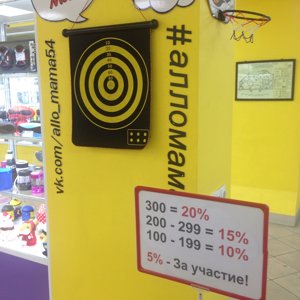 vk.com/allo_mama54
#алломам
300 = 20%
200 - 299 = 15%
100 - 199 = 10%
5% - За участие!